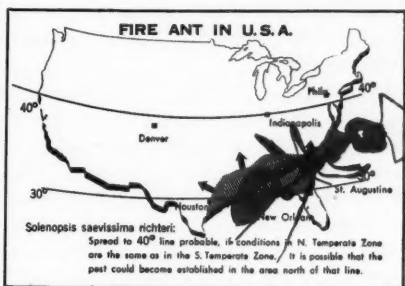 FIRE ANT IN U.S.A.
40°
Phila.
40°
Indianapolis
Denver
30°
30°
Houston
St. Augustine
New Orleans
Solenopsis saevissima richteri:
Spread to 40° line probable, if conditions in N. Temperate Zone
are the same as in the S. Temperate Zone. It is possible that the
pest could become established in the area north of that line.